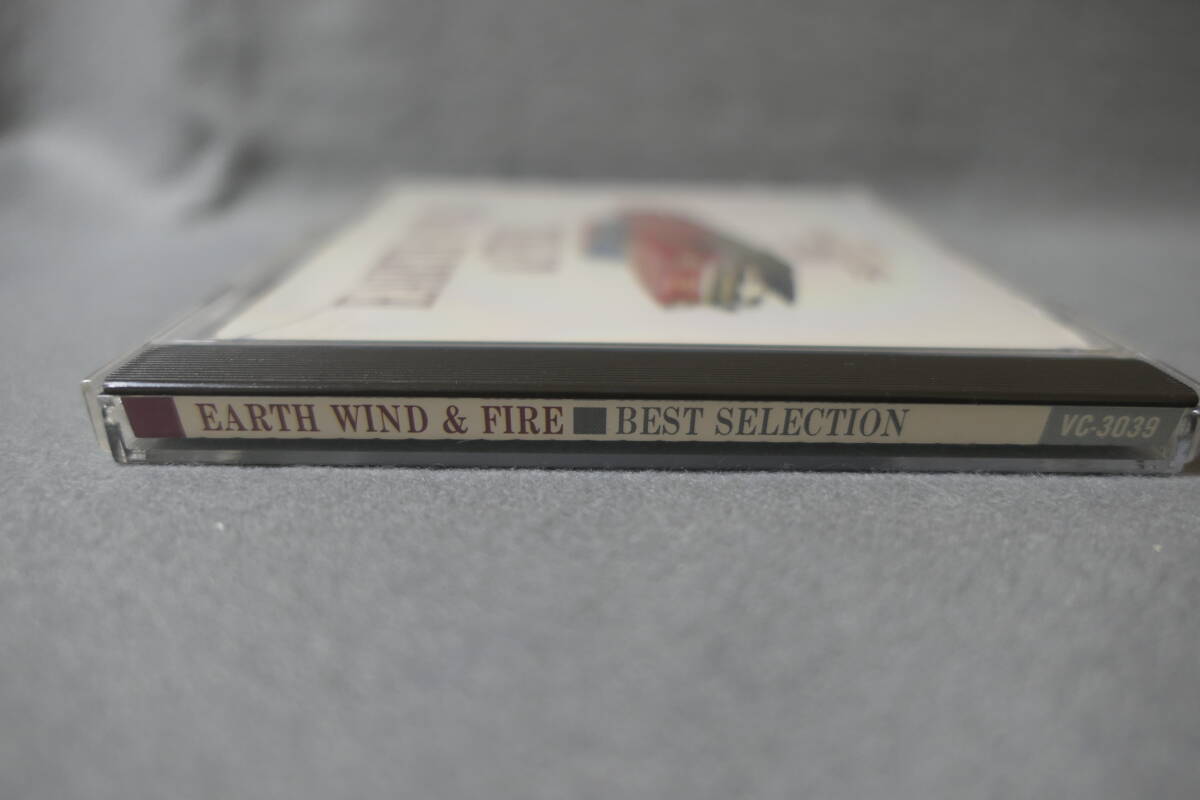 EARTH WIND & FIRE ■ BEST SELECTION VC-3039